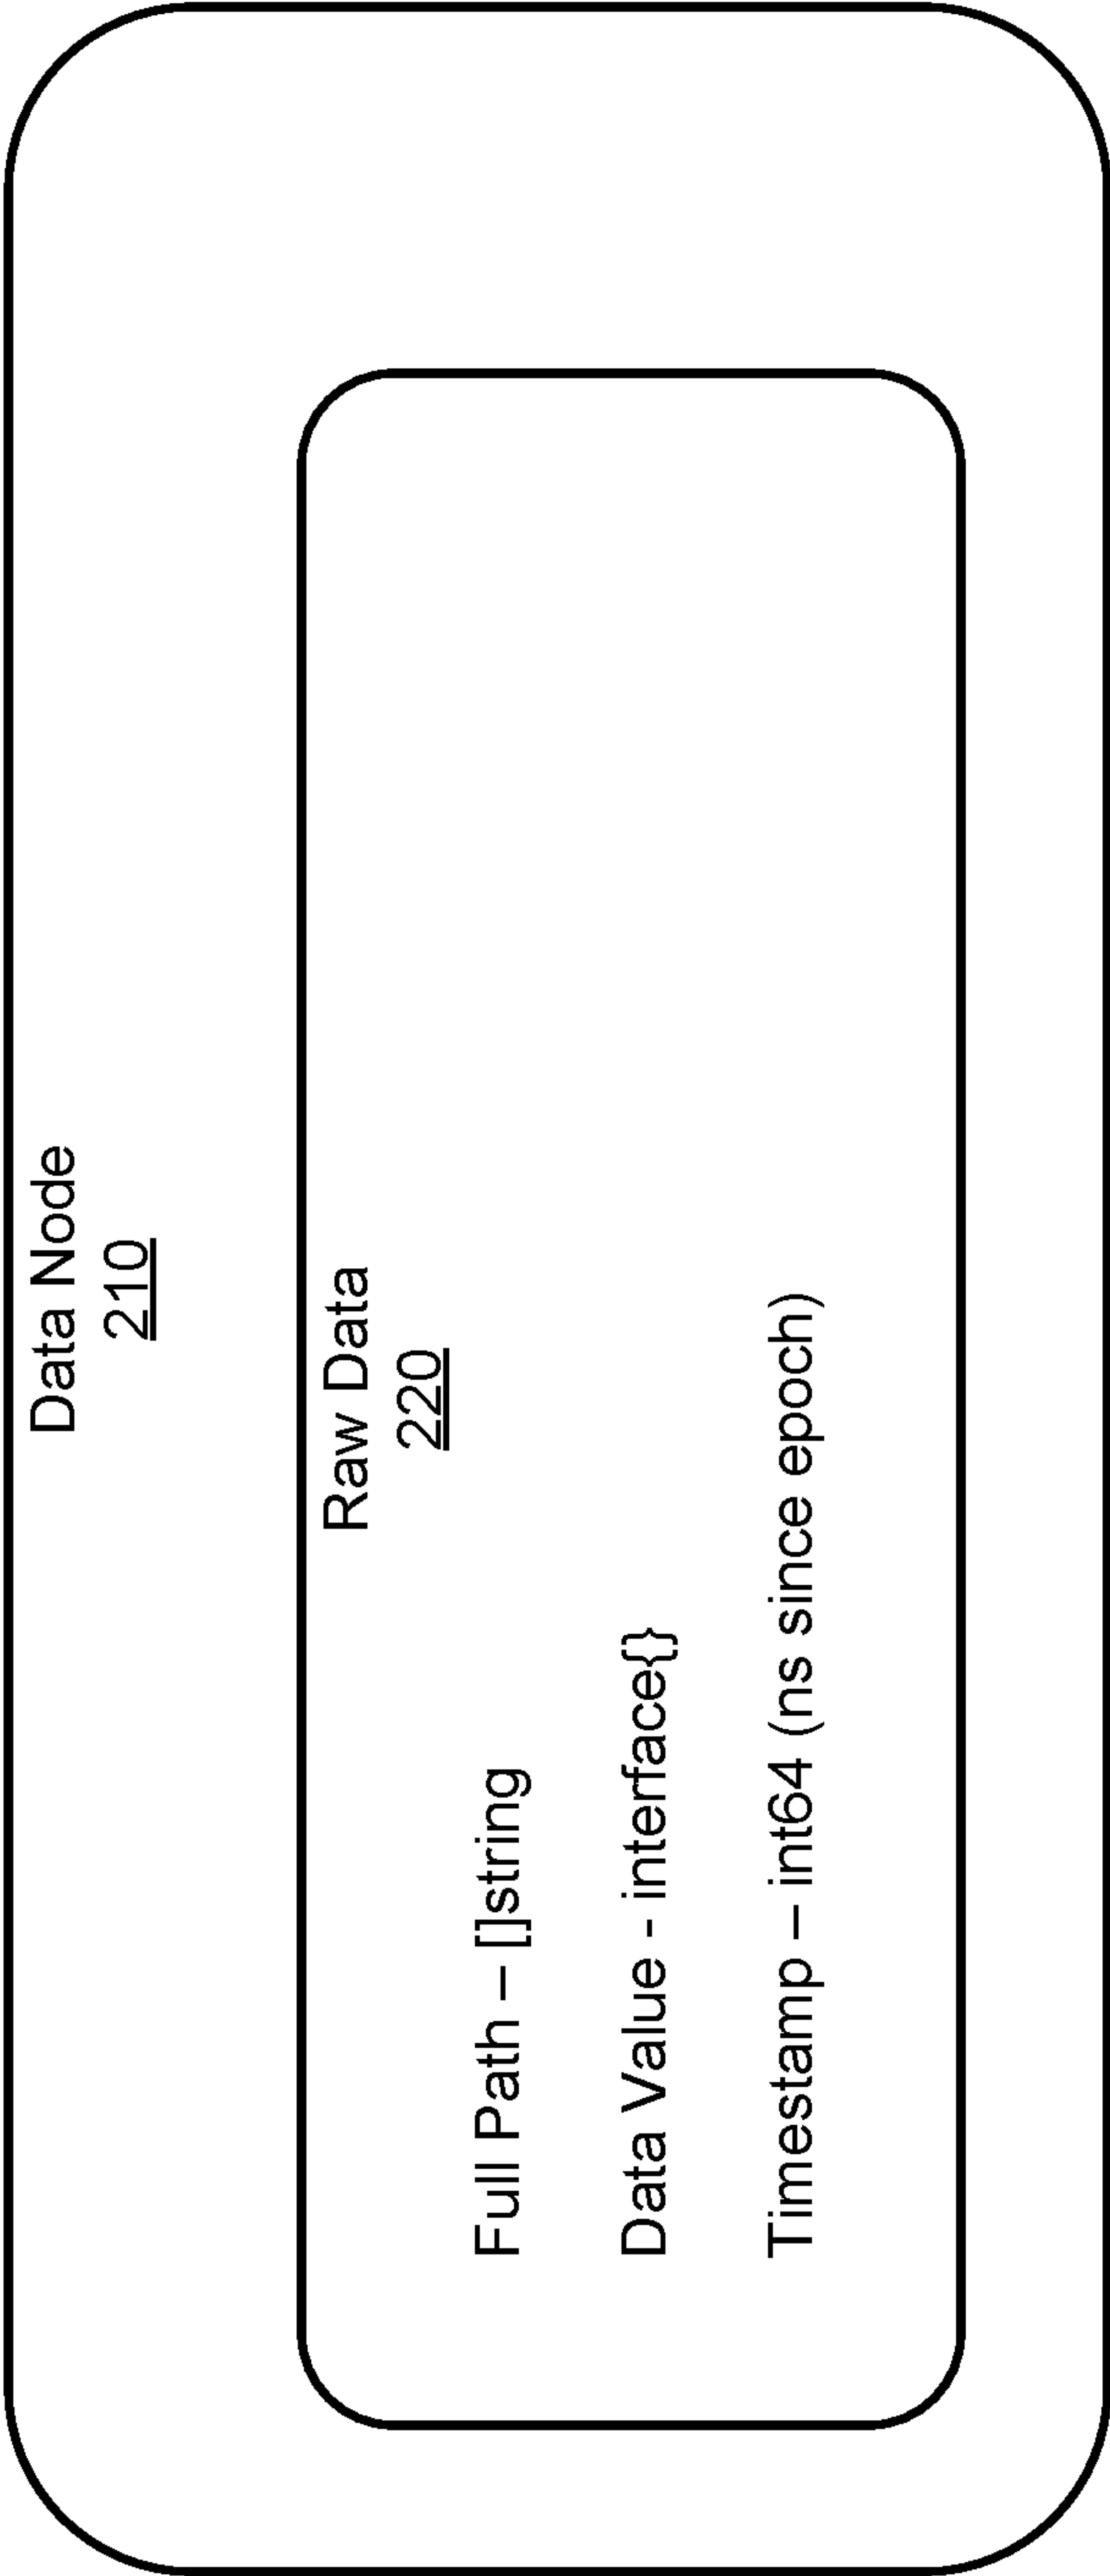 Data Node
210
Raw Data
220
Full Path – []string
Data Value - interface{}
Timestamp – int64 (ns since epoch)